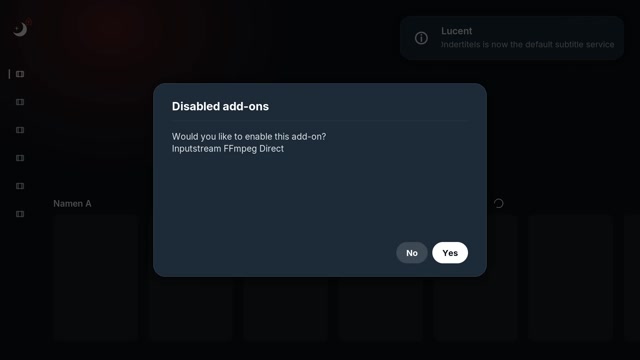 Lucent
Indertitels is now the default subtitle service
Disabled add-ons
Would you like to enable this add-on?
Inputstream FFmpeg Direct
Namen A
No
Yes